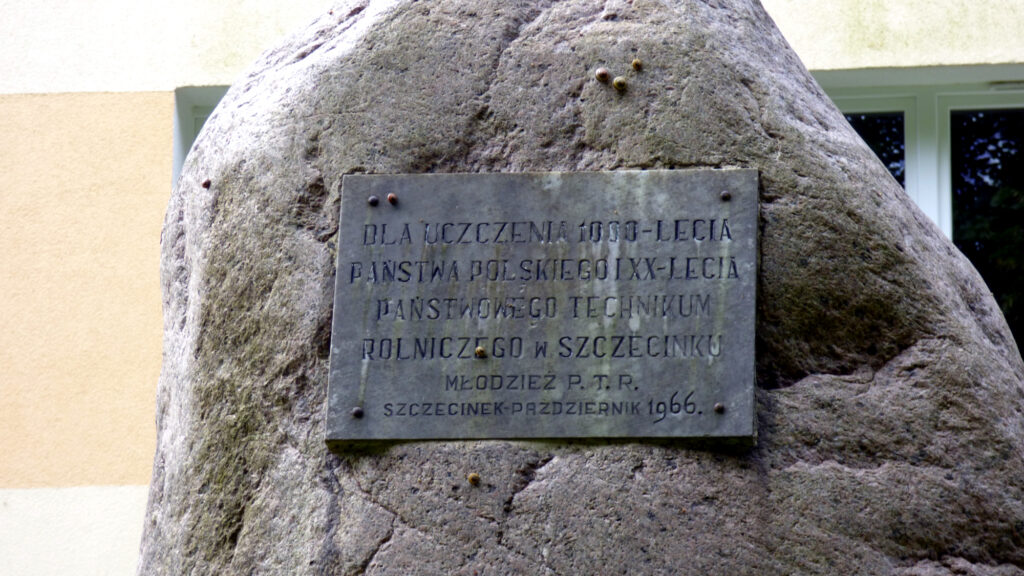 DLA UCZCZENIA 1000-LECIA
PAŃSTWA POLSKIEGO I XX-LECIA
PAŃSTWOWEGO TECHNIKUM
ROLNICZEGO W SZCZECINKU
MŁODZIEŻ P.T.R.
SZCZECINEK-PAŹDZIERNIK 1966.